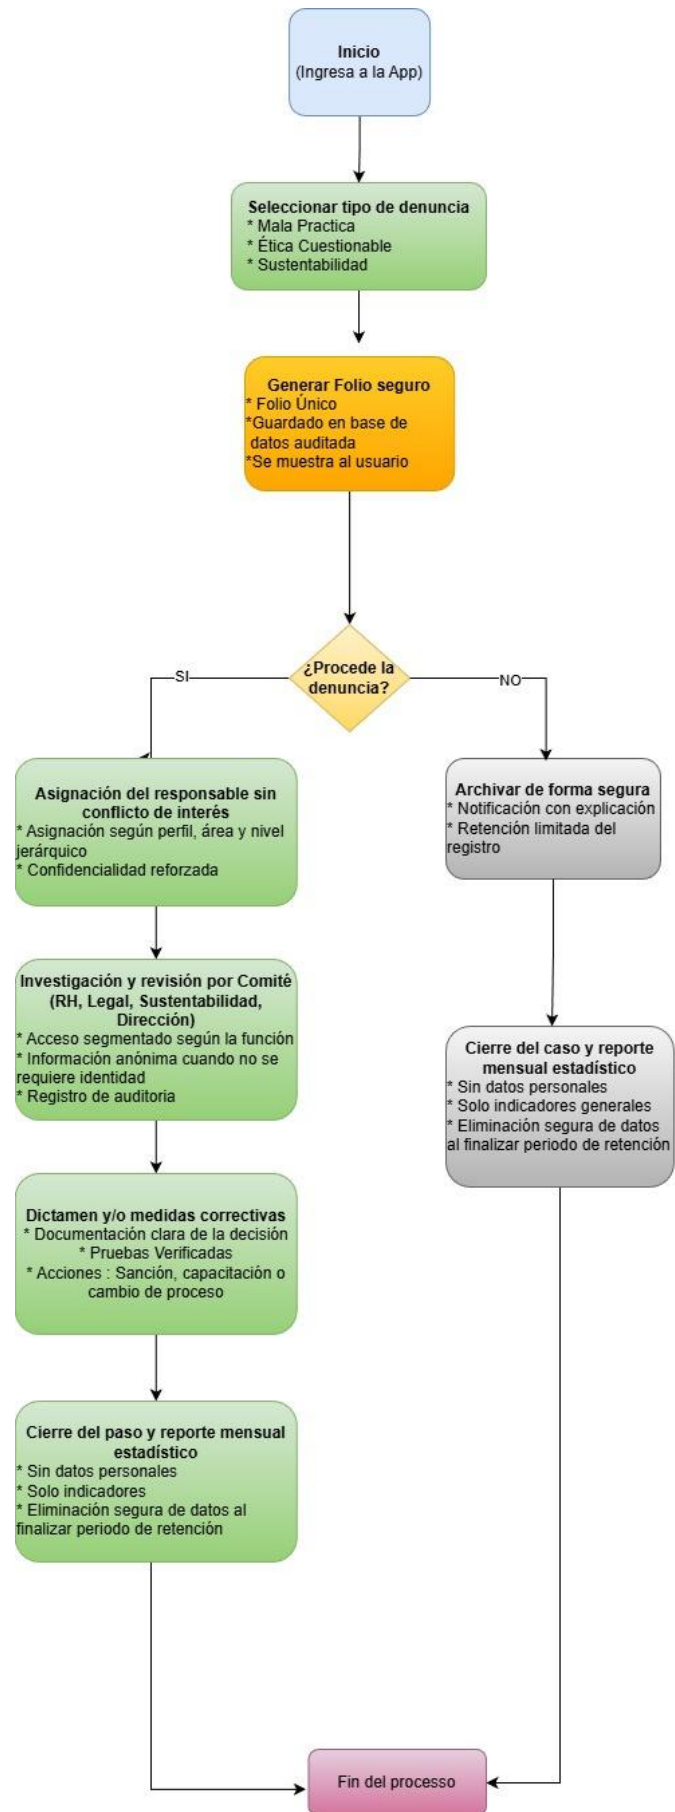 Inicio
(Ingresa a la App)
Seleccionar tipo de denuncia
* Mala Practica
* Ética Cuestionable
* Sustentabilidad
Generar Folio seguro
* Folio Único
*Guardado en base de
datos auditada
*Se muestra al usuario
¿Procede la
denuncia?
SI
NO
Asignación del responsable sin
conflicto de interés
* Asignación según perfil, área y nivel
jerárquico
* Confidencialidad reforzada
Archivar de forma segura
* Notificación con explicación
* Retención limitada del
registro
Investigación y revisión por Comité
(RH, Legal, Sustentabilidad,
Dirección)
* Acceso segmentado según la función
* Información anónima cuando no se
requiere identidad
* Registro de auditoria
Cierre del caso y reporte
mensual estadístico
* Sin datos personales
* Solo indicadores generales
* Eliminación segura de datos
al finalizar periodo de retención
Dictamen y/o medidas correctivas
* Documentación clara de la decisión
* Pruebas Verificadas
* Acciones : Sanción, capacitación o
cambio de proceso
Cierre del paso y reporte mensual
estadístico
* Sin datos personales
* Solo indicadores
* Eliminación segura de datos al
finalizar periodo de retención
Fin del processo